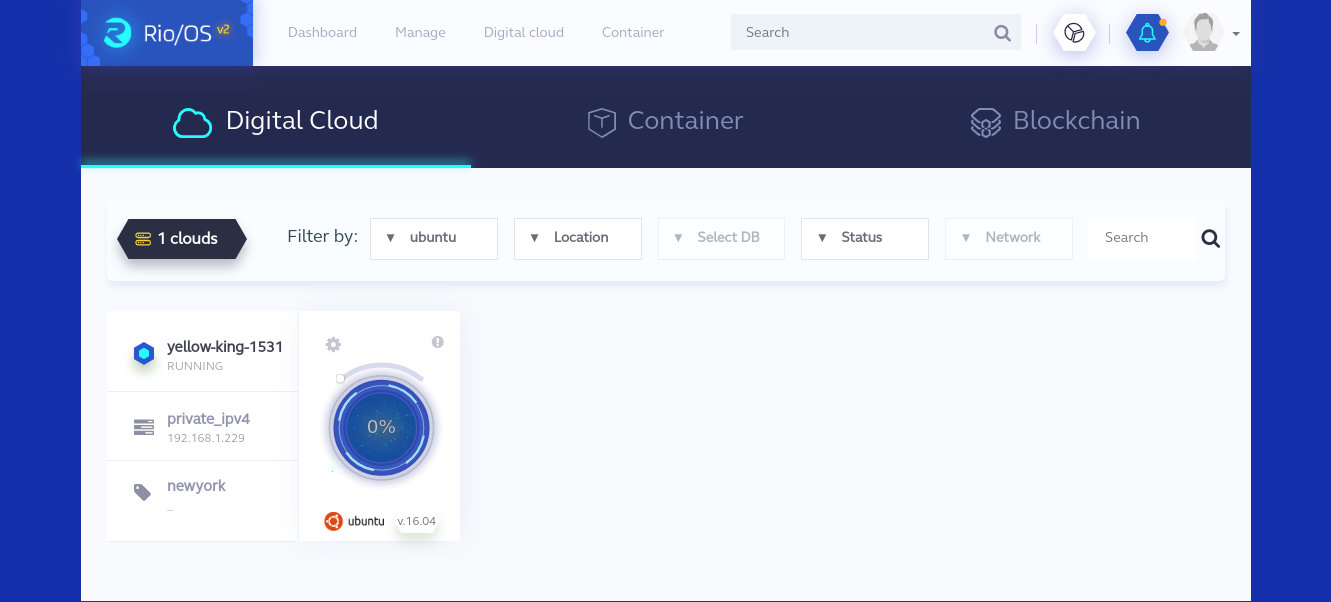 Rio/OS v2
Dashboard
Manage
Digital cloud
Container
Search
Digital Cloud
Container
Blockchain
1 clouds
Filter by:
▼ ubuntu
▼ Location
▼ Select DB
▼ Status
▼ Network
Search
yellow-king-1531
RUNNING
private_ipv4
192.168.1.229
newyork
_
0%
ubuntu
v.16.04